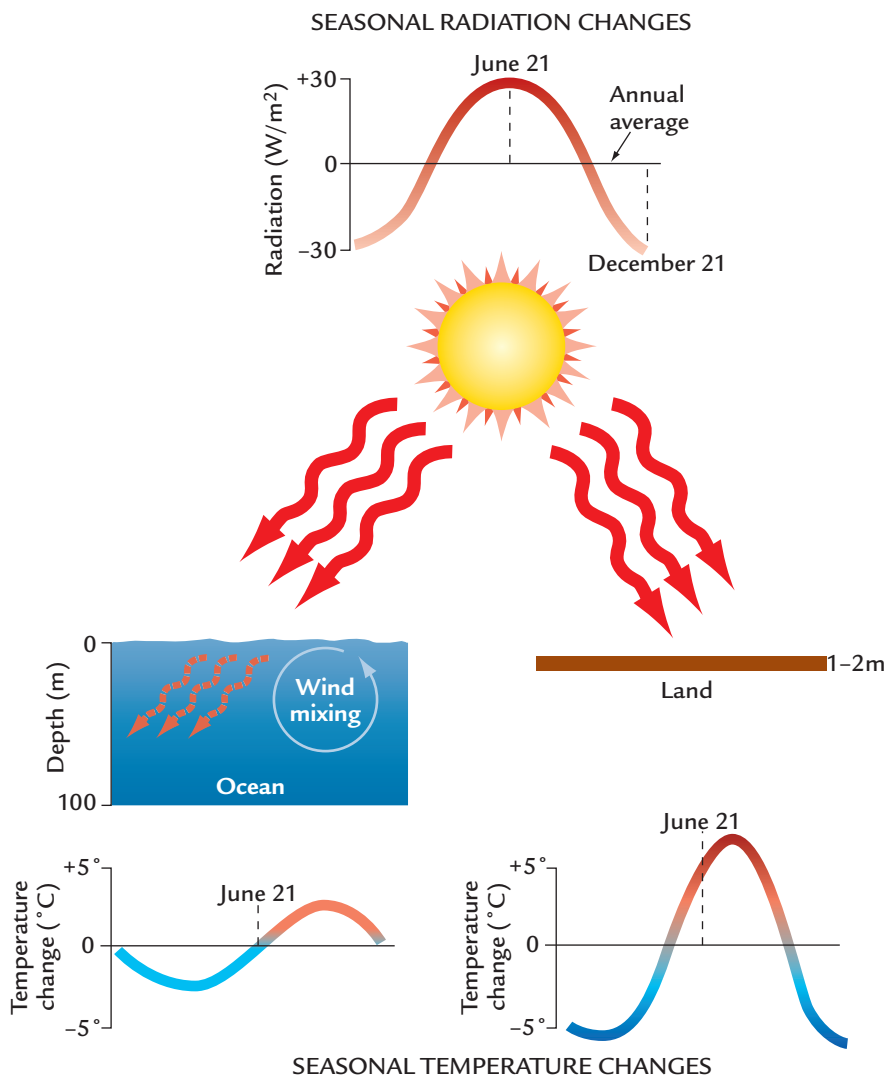 SEASONAL RADIATION CHANGES
June 21
+30
0
−30
Radiation (W/m²)
Annual
average
December 21
0
100
Depth (m)
Wind
mixing
Ocean
1–2m
Land
+5°
0
−5°
Temperature
change (°C)
June 21
+5°
0
−5°
Temperature
change (°C)
June 21
SEASONAL TEMPERATURE CHANGES